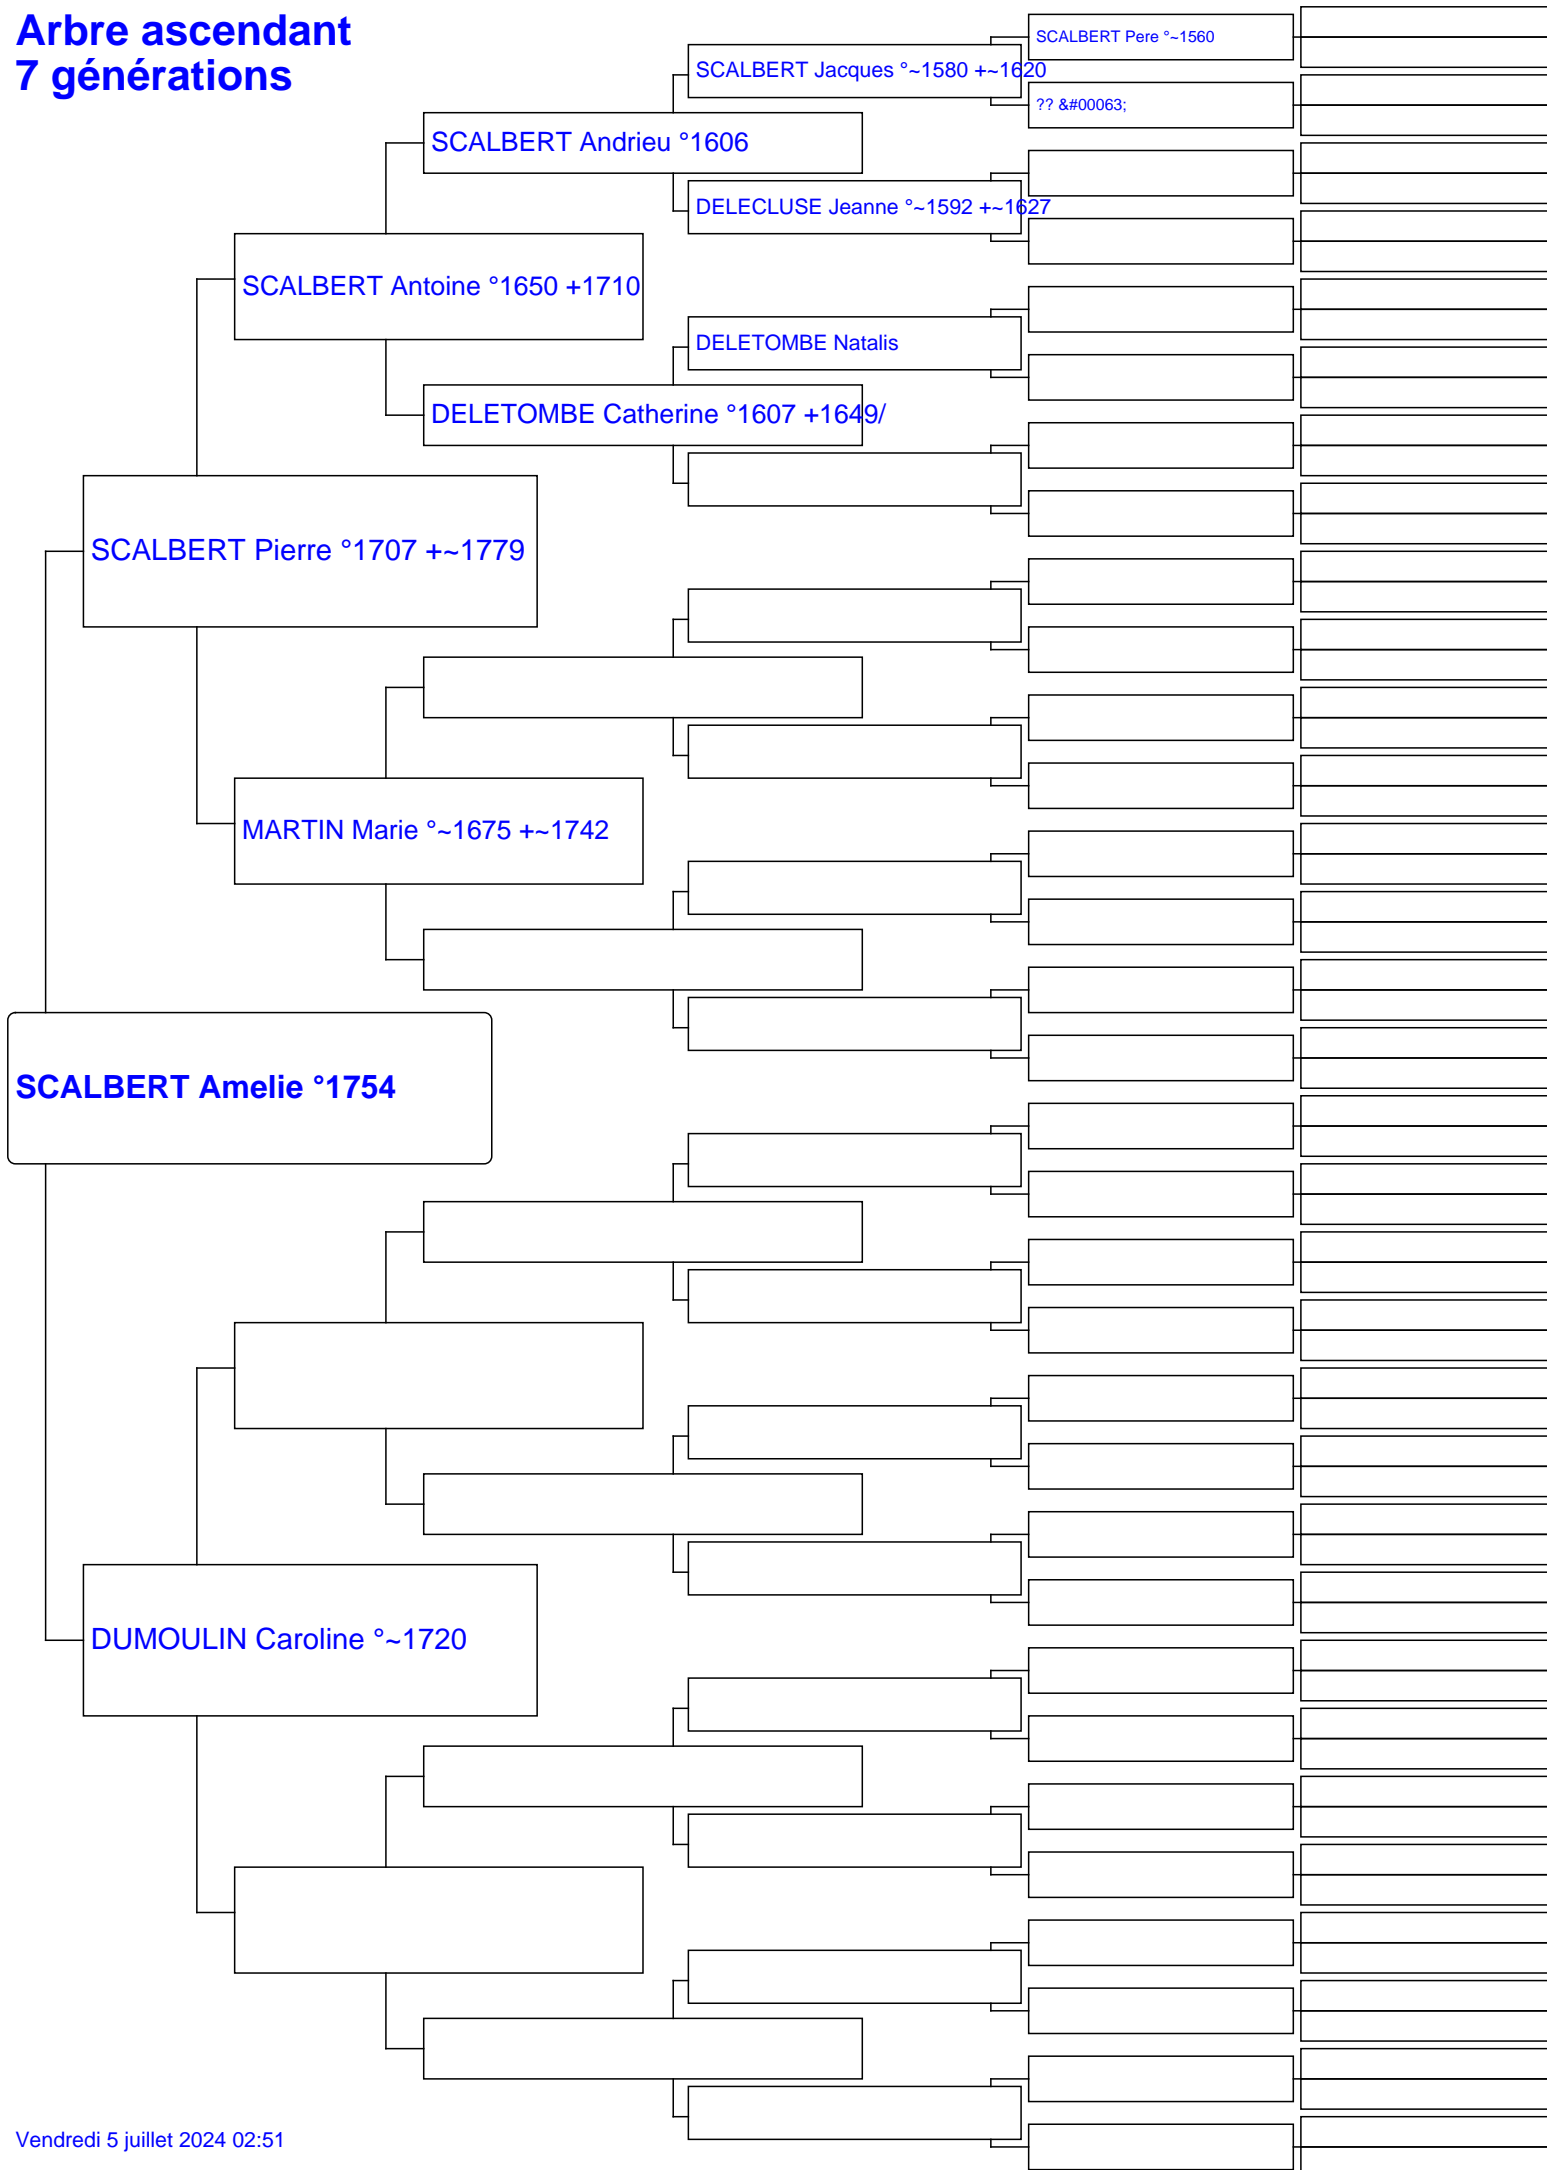 Arbre ascendant
7 générations
SCALBERT Pere °~1560
SCALBERT Jacques °~1580 +~1620
?? &#00063;
SCALBERT Andrieu °1606
DELECLUSE Jeanne °~1592 +~1627
SCALBERT Antoine °1650 +1710
DELETOMBE Natalis
DELETOMBE Catherine °1607 +1649/
SCALBERT Pierre °1707 +~1779
MARTIN Marie °~1675 +~1742
SCALBERT Amelie °1754
DUMOULIN Caroline °~1720
Vendredi 5 juillet 2024 02:51